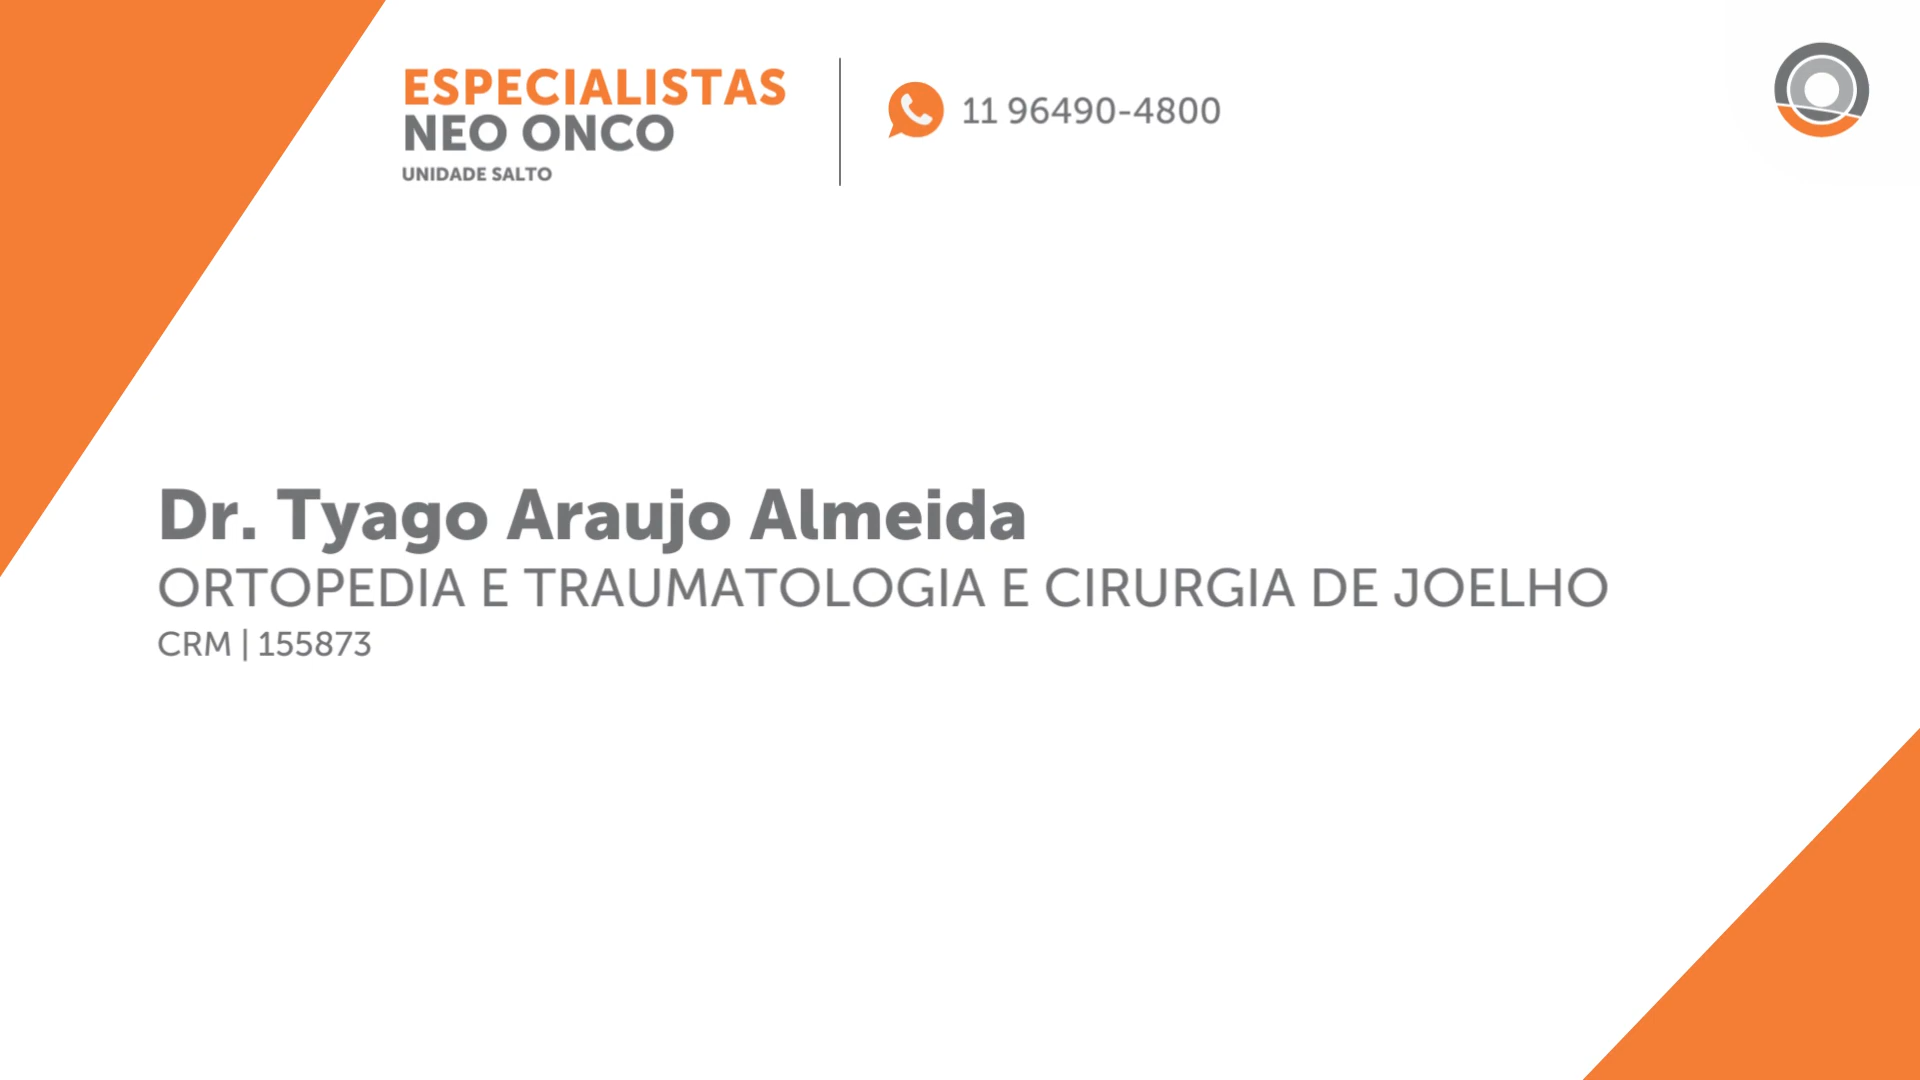 ESPECIALISTAS
NEO ONCO
UNIDADE SALTO
11 96490-4800
Dr. Tyago Araujo Almeida
ORTOPEDIA E TRAUMATOLOGIA E CIRURGIA DE JOELHO
CRM | 155873